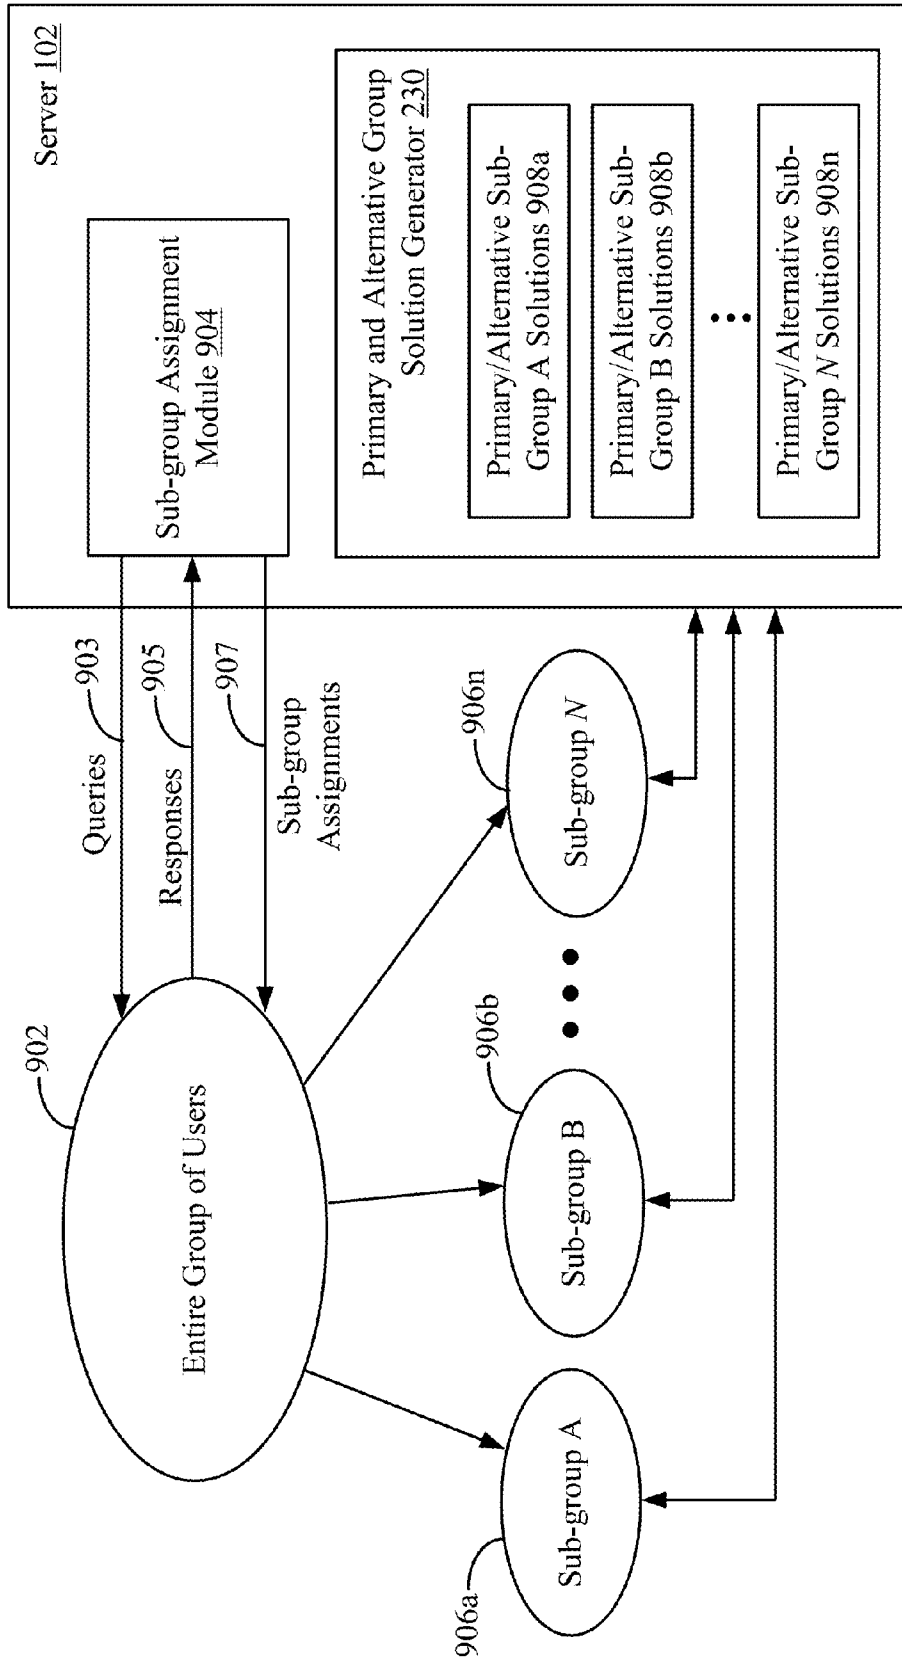 Server 102
902
Queries
903
Sub-group Assignment
Module 904
Responses
905
Entire Group of Users
Sub-group
Assignments
907
Primary and Alternative Group
Solution Generator 230
906a
906b
906n
Sub-group A
Sub-group B
Sub-group N
Primary/Alternative Sub-
Group A Solutions 908a
Primary/Alternative Sub-
Group B Solutions 908b
Primary/Alternative Sub-
Group N Solutions 908n